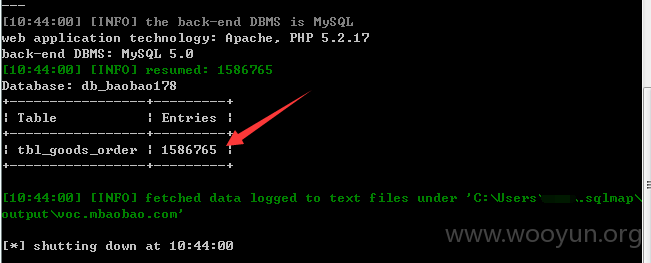 ---
[10:44:00] [INFO] the back-end DBMS is MySQL
web application technology: Apache, PHP 5.2.17
back-end DBMS: MySQL 5.0
[10:44:00] [INFO] resumed: 1586765
Database: db_baobao178
+------------------+---------+
| Table            | Entries |
+------------------+---------+
| tbl_goods_order  | 1586765 |
+------------------+---------+
[10:44:00] [INFO] fetched data logged to text files under 'C:\Users\ .sqlmap\
output\voc.mbaobao.com'
[*] shutting down at 10:44:00
www.wooyun.org